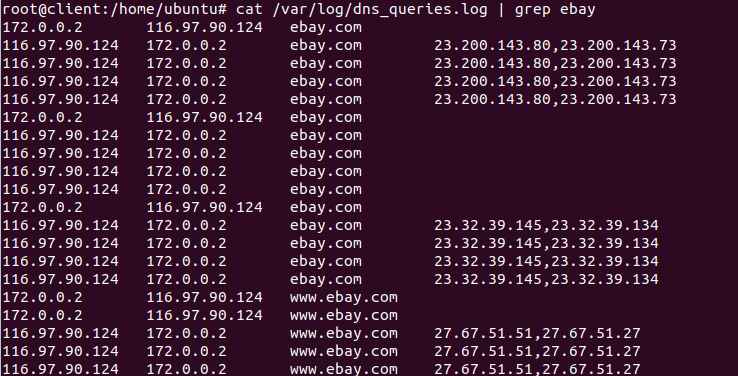 root@client:/home/ubuntu# cat /var/log/dns_queries.log | grep ebay
172.0.0.2 116.97.90.124 ebay.com
116.97.90.124 172.0.0.2 ebay.com 23.200.143.80,23.200.143.73
116.97.90.124 172.0.0.2 ebay.com 23.200.143.80,23.200.143.73
116.97.90.124 172.0.0.2 ebay.com 23.200.143.80,23.200.143.73
116.97.90.124 172.0.0.2 ebay.com 23.200.143.80,23.200.143.73
172.0.0.2 116.97.90.124 ebay.com
116.97.90.124 172.0.0.2 ebay.com
116.97.90.124 172.0.0.2 ebay.com
116.97.90.124 172.0.0.2 ebay.com
116.97.90.124 172.0.0.2 ebay.com
172.0.0.2 116.97.90.124 ebay.com
116.97.90.124 172.0.0.2 ebay.com 23.32.39.145,23.32.39.134
116.97.90.124 172.0.0.2 ebay.com 23.32.39.145,23.32.39.134
116.97.90.124 172.0.0.2 ebay.com 23.32.39.145,23.32.39.134
116.97.90.124 172.0.0.2 ebay.com 23.32.39.145,23.32.39.134
172.0.0.2 116.97.90.124 www.ebay.com
172.0.0.2 116.97.90.124 www.ebay.com
116.97.90.124 172.0.0.2 www.ebay.com 27.67.51.51,27.67.51.27
116.97.90.124 172.0.0.2 www.ebay.com 27.67.51.51,27.67.51.27
116.97.90.124 172.0.0.2 www.ebay.com 27.67.51.51,27.67.51.27